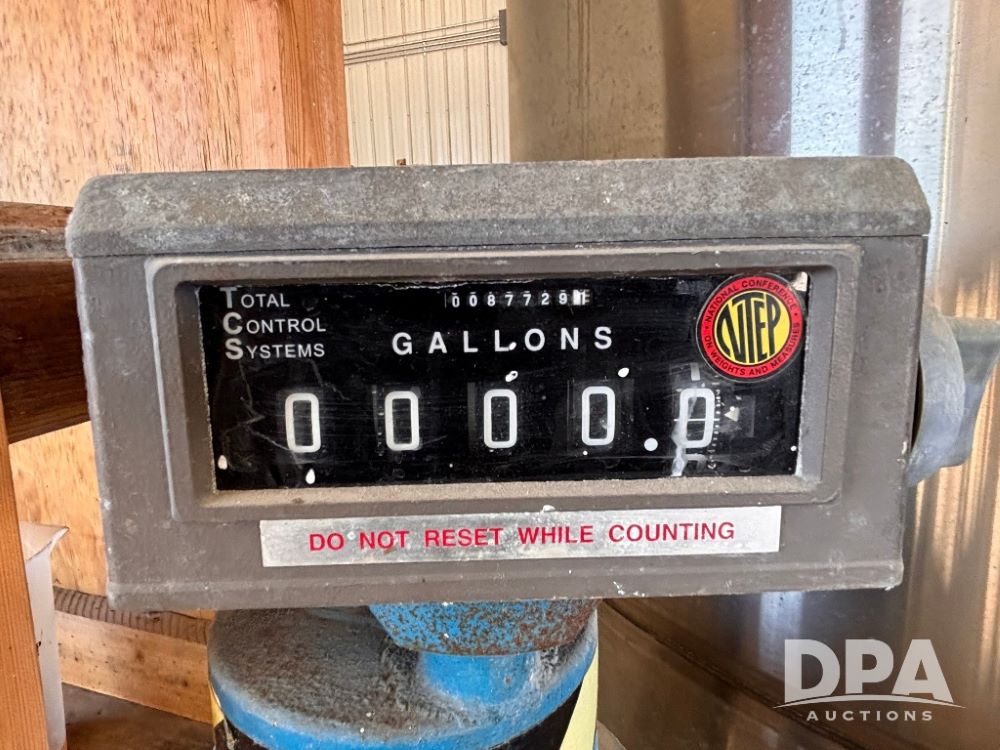 TOTAL
CONTROL
SYSTEMS
0087729
GALLONS
NATIONAL CONFERENCE
NTEP
ON WEIGHTS AND MEASURES
0000.0
DO NOT RESET WHILE COUNTING
DPA
AUCTIONS